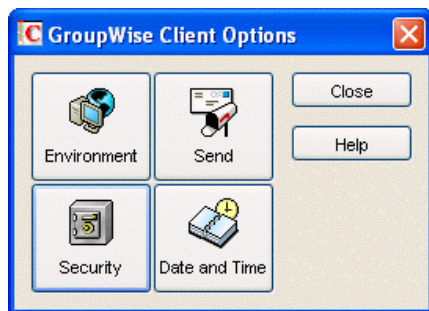 GroupWise Client Options
Environment
Send
Close
Help
Security
Date and Time